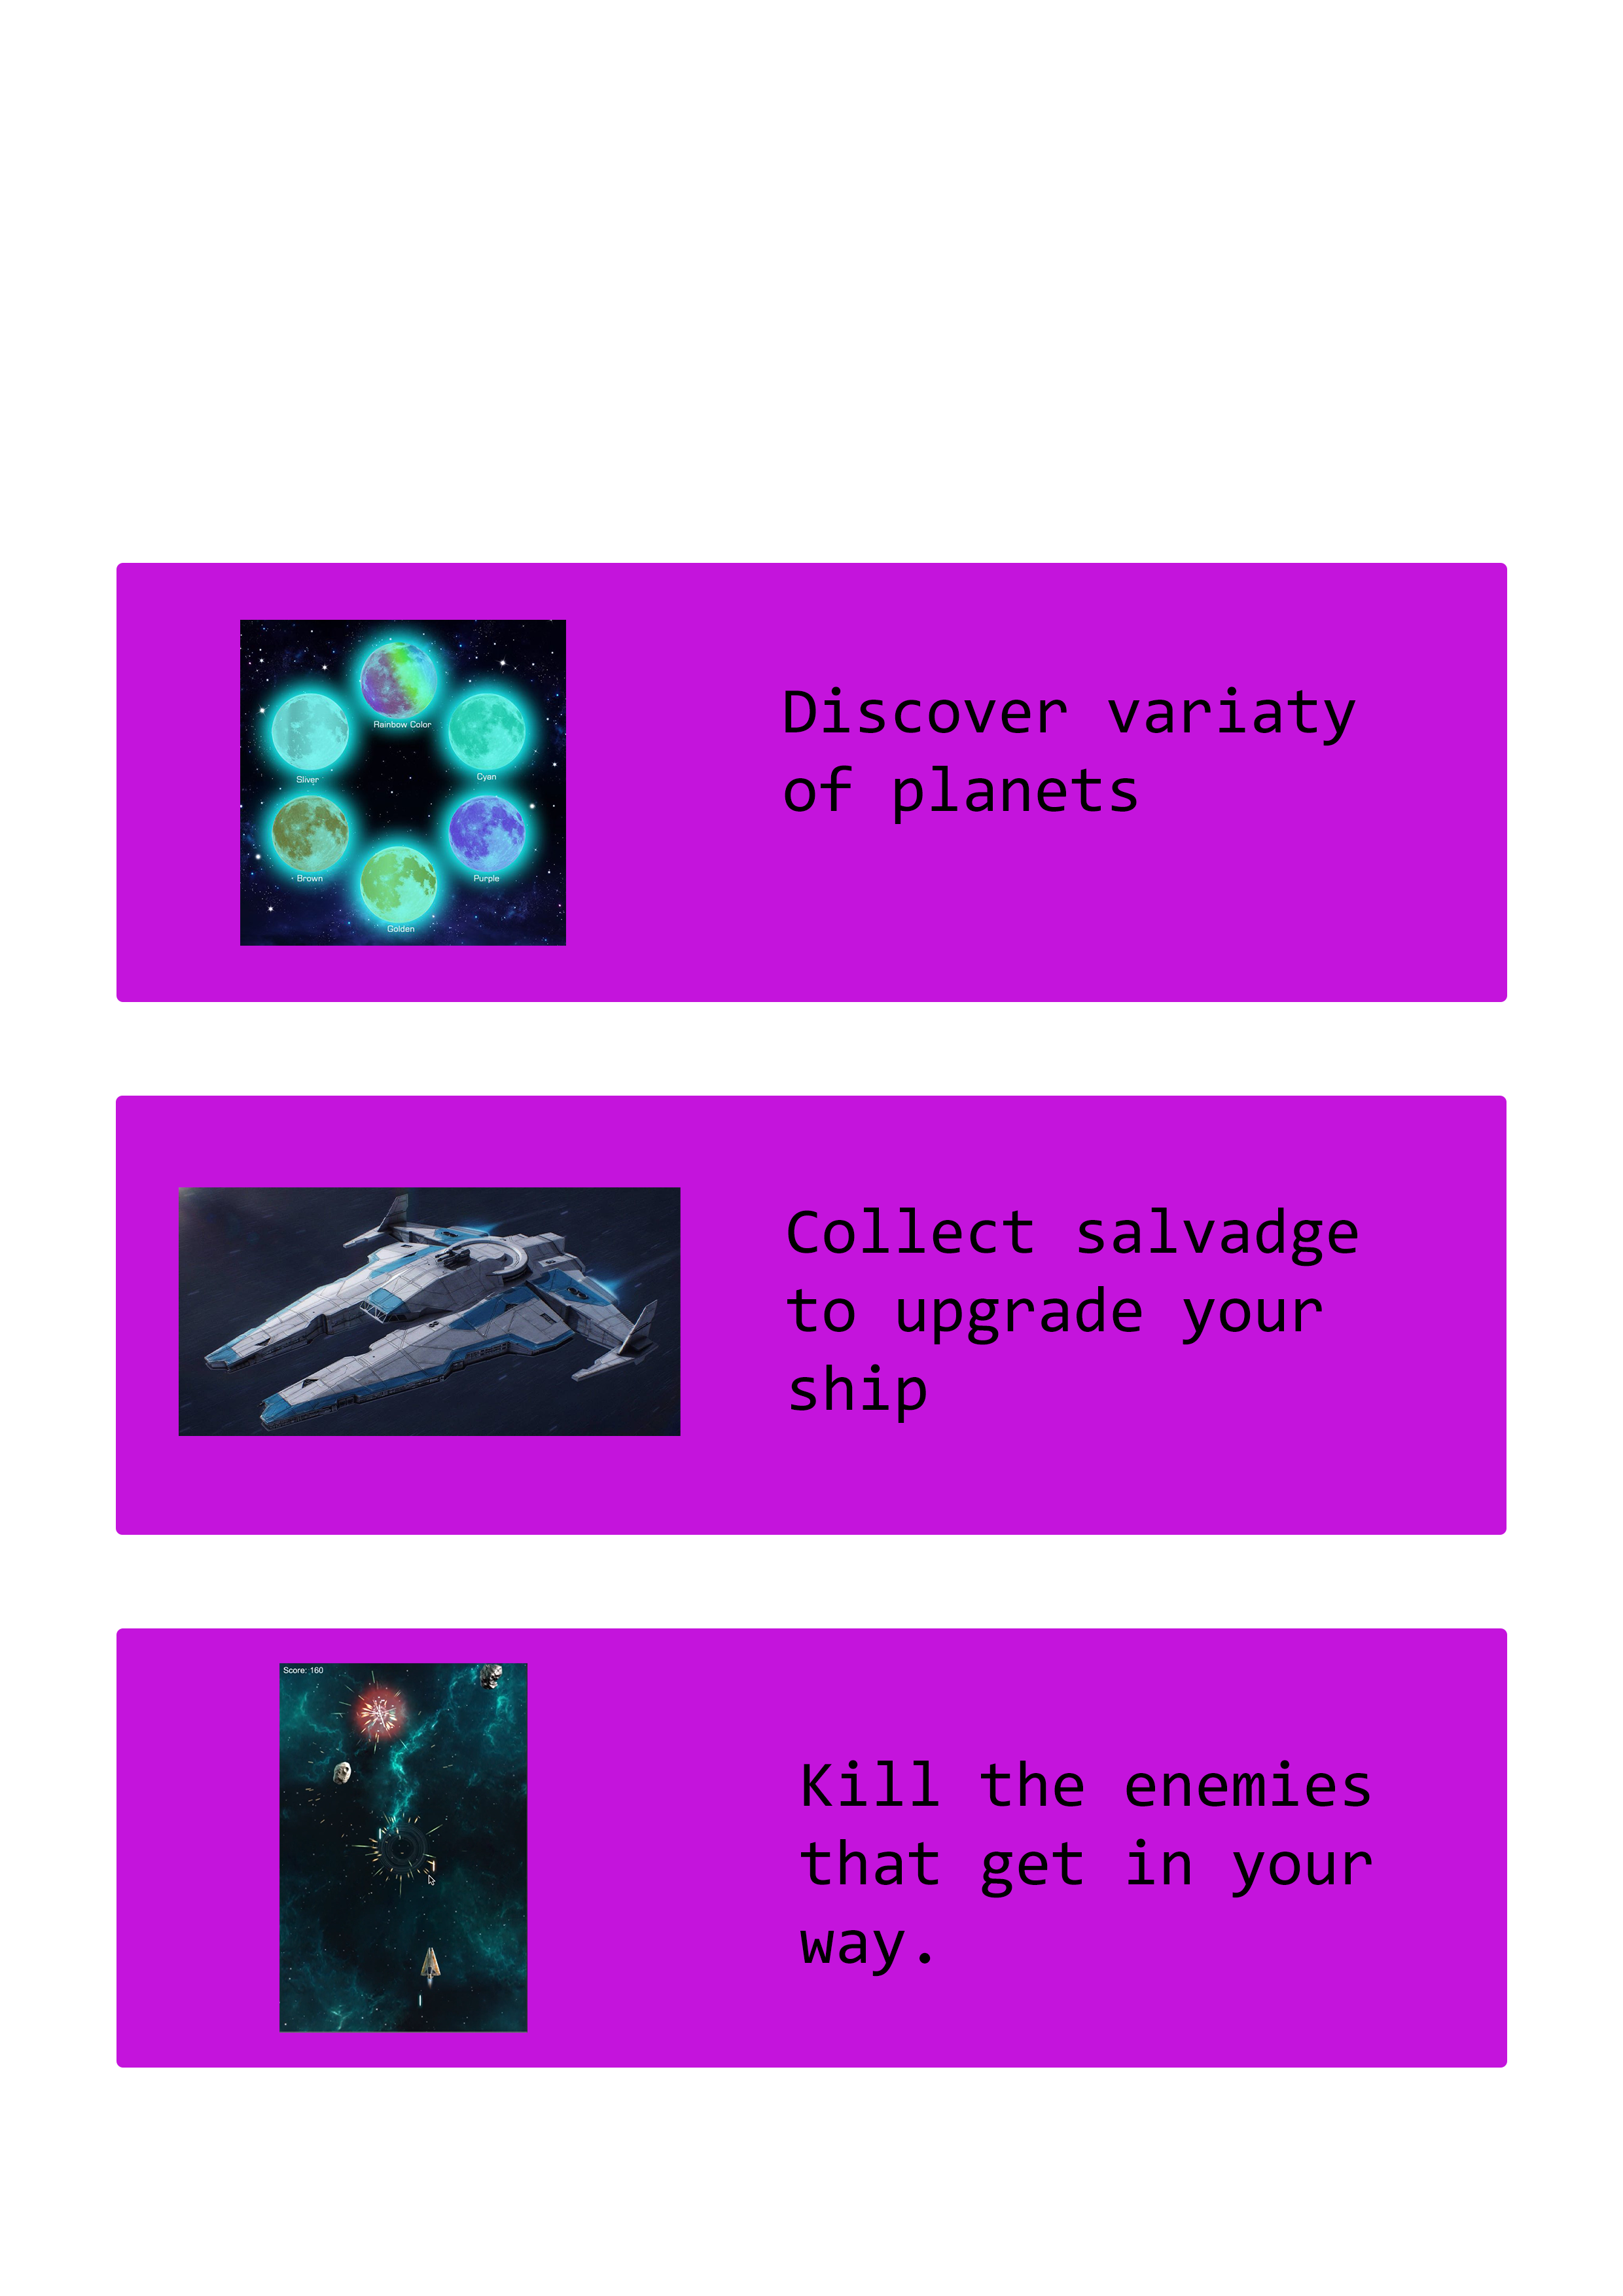 Rainbow Color
Sliver
Cyan
Brown
Purple
Golden
Discover variaty
of planets
Collect salvadge
to upgrade your
ship
Score: 160
Kill the enemies
that get in your
way.